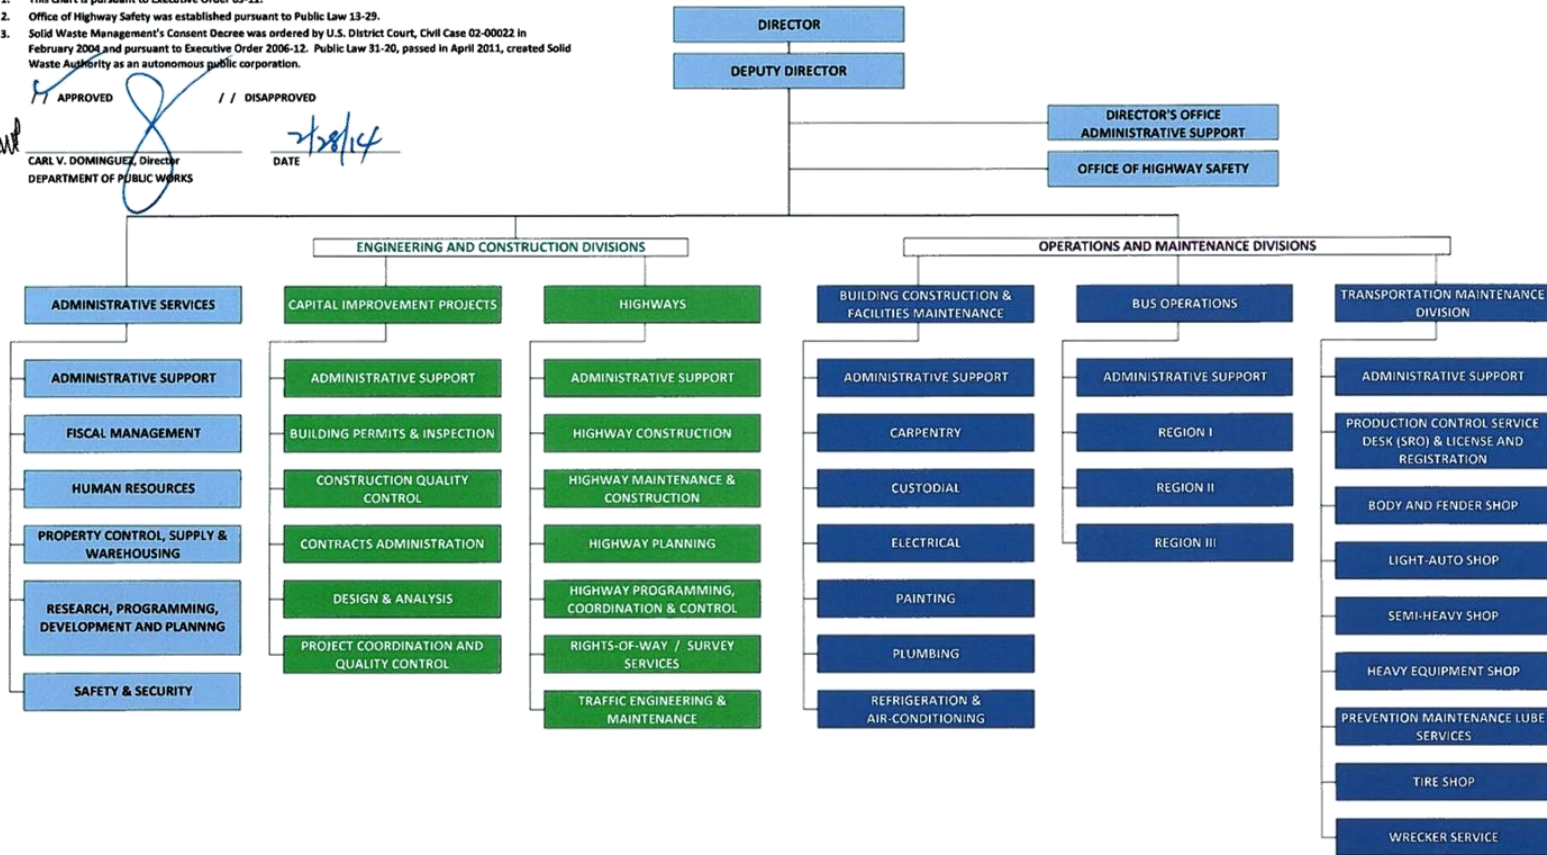 1. This chart is pursuant to Executive Order 03-11.
2. Office of Highway Safety was established pursuant to Public Law 13-29.
3. Solid Waste Management's Consent Decree was ordered by U.S. District Court, Civil Case 02-00022 in
February 2004 and pursuant to Executive Order 2006-12. Public Law 31-20, passed in April 2011, created Solid
Waste Authority as an autonomous public corporation.
/ / APPROVED / / DISAPPROVED
2/28/14
CARL V. DOMINGUEZ, Director
DATE
DEPARTMENT OF PUBLIC WORKS
DIRECTOR
DEPUTY DIRECTOR
DIRECTOR'S OFFICE
ADMINISTRATIVE SUPPORT
OFFICE OF HIGHWAY SAFETY
ENGINEERING AND CONSTRUCTION DIVISIONS
OPERATIONS AND MAINTENANCE DIVISIONS
ADMINISTRATIVE SERVICES
ADMINISTRATIVE SUPPORT
FISCAL MANAGEMENT
HUMAN RESOURCES
PROPERTY CONTROL, SUPPLY &
WAREHOUSING
RESEARCH, PROGRAMMING,
DEVELOPMENT AND PLANNNG
SAFETY & SECURITY
CAPITAL IMPROVEMENT PROJECTS
ADMINISTRATIVE SUPPORT
BUILDING PERMITS & INSPECTION
CONSTRUCTION QUALITY
CONTROL
CONTRACTS ADMINISTRATION
DESIGN & ANALYSIS
PROJECT COORDINATION AND
QUALITY CONTROL
HIGHWAYS
ADMINISTRATIVE SUPPORT
HIGHWAY CONSTRUCTION
HIGHWAY MAINTENANCE &
CONSTRUCTION
HIGHWAY PLANNING
HIGHWAY PROGRAMMING,
COORDINATION & CONTROL
RIGHTS-OF-WAY / SURVEY
SERVICES
TRAFFIC ENGINEERING &
MAINTENANCE
BUILDING CONSTRUCTION &
FACILITIES MAINTENANCE
ADMINISTRATIVE SUPPORT
CARPENTRY
CUSTODIAL
ELECTRICAL
PAINTING
PLUMBING
REFRIGERATION &
AIR-CONDITIONING
BUS OPERATIONS
ADMINISTRATIVE SUPPORT
REGION I
REGION II
REGION III
TRANSPORTATION MAINTENANCE
DIVISION
ADMINISTRATIVE SUPPORT
PRODUCTION CONTROL SERVICE
DESK (SRO) & LICENSE AND
REGISTRATION
BODY AND FENDER SHOP
LIGHT-AUTO SHOP
SEMI-HEAVY SHOP
HEAVY EQUIPMENT SHOP
PREVENTION MAINTENANCE LUBE
SERVICES
TIRE SHOP
WRECKER SERVICE